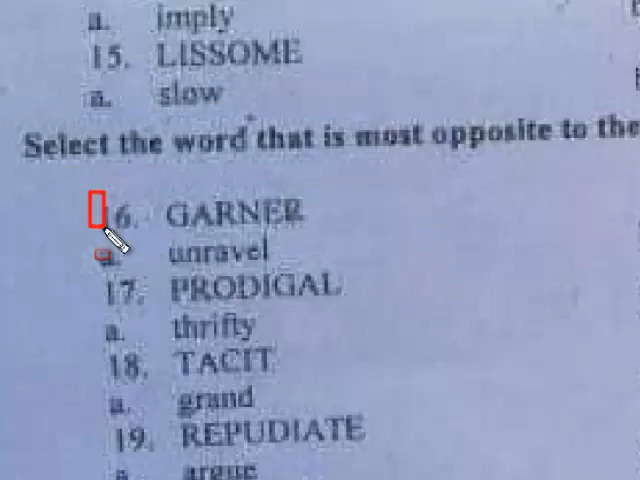 a. imply
15. LISSOME
a. slow
Select the word that is most opposite to the
16. GARNER
a. unravel
17. PRODIGAL
a. thrifty
18. TACIT
a. grand
19. REPUDIATE
a. argue